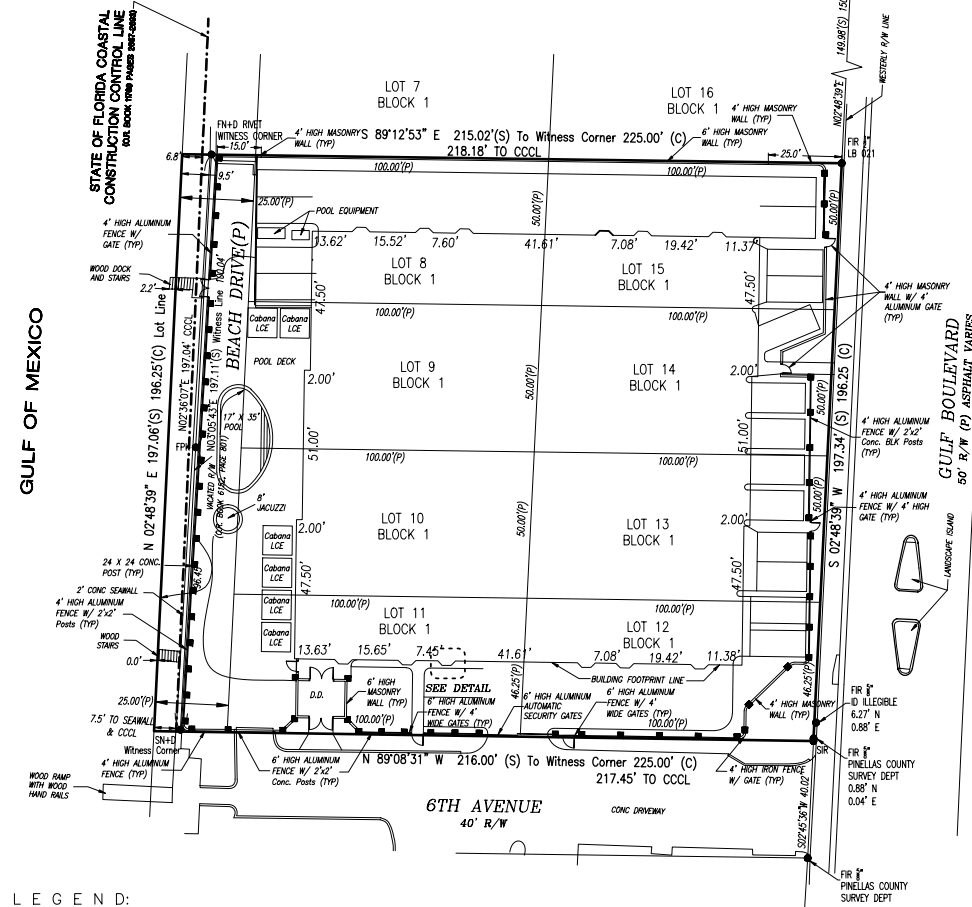 STATE OF FLORIDA COASTAL
CONSTRUCTION CONTROL LINE
LOT 7
BLOCK 1
LOT 16
BLOCK 1
149.98'(S)
N02°48'39"E
WESTERLY R/W LINE
FN+D RIVET
WITNESS CORNER
15.0'
4' HIGH MASONRY
WALL (TYP)
S 89°12'53" E 215.02'(S) To Witness Corner 225.00' (C)
218.18' TO CCCL
4' HIGH MASONRY
WALL (TYP)
6' HIGH MASONRY
WALL (TYP)
25.0'
FIR
LB 021
6.8'
9.5'
100.00'(P)
100.00'(P)
25.00'(P)
50.00'(P)
50.00'(P)
POOL EQUIPMENT
4' HIGH ALUMINUM
FENCE W/
GATE (TYP)
13.62'
15.52'
7.60'
41.61'
7.08'
19.42'
11.37'
WOOD DOCK
AND STAIRS
2.2'
BEACH DRIVE(P)
LOT 8
BLOCK 1
LOT 15
BLOCK 1
47.50'
47.50'
4' HIGH MASONRY
WALL W/ 4'
ALUMINUM GATE
(TYP)
Cabana
LCE
Cabana
LCE
100.00'(P)
100.00'(P)
GULF OF MEXICO
N 02°48'39" E 197.06'(S) 196.25'(C) Lot Line
N02°36'07"E 197.04' CCCL
N03°05'43"E 197.11'(S) Witness Line
POOL DECK
2.00'
LOT 9
BLOCK 1
LOT 14
BLOCK 1
2.00'
50.00'(P)
50.00'(P)
S 02°48'39" W 197.34' (S) 196.25 (C)
GULF BOULEVARD
50' R/W (P) ASPHALT VARIES
17' X 35'
POOL
51.00'
51.00'
4' HIGH ALUMINUM
FENCE W/ 2'x2'
Conc. BLK Posts
(TYP)
100.00'(P)
100.00'(P)
VACATED R/W
50.00'(P)
50.00'(P)
8'
JACUZZI
2.00'
LOT 10
BLOCK 1
LOT 13
BLOCK 1
2.00'
4' HIGH ALUMINUM
FENCE W/ 4' HIGH
GATE (TYP)
LANDSCAPE ISLAND
Cabana
LCE
Cabana
LCE
Cabana
LCE
Cabana
LCE
24 X 24 CONC.
POST (TYP)
96.45'
47.50'
47.50'
2' CONC SEAWALL
4' HIGH ALUMINUM
FENCE W/ 2'x2'
Posts (TYP)
100.00'(P)
100.00'(P)
LOT 11
BLOCK 1
LOT 12
BLOCK 1
WOOD
STAIRS
0.0'
13.63'
15.65'
7.45'
41.61'
7.08'
19.42'
11.38'
BUILDING FOOTPRINT LINE
46.25'(P)
46.25'(P)
SEE DETAIL
D.D.
6' HIGH
MASONRY
WALL (TYP)
6' HIGH ALUMINUM
FENCE W/ 4'
WIDE GATES (TYP)
6' HIGH ALUMINUM
AUTOMATIC
SECURITY GATES
6' HIGH ALUMINUM
FENCE W/ 4'
WIDE GATES (TYP)
4' HIGH MASONRY
WALL (TYP)
FIR
ID ILLEGIBLE
6.27' N
0.88' E
25.00'(P)
7.5' TO SEAWALL
& CCCL
100.00'(P)
100.00'(P)
SN+D
Witness Corner
4' HIGH ALUMINUM
FENCE (TYP)
6' HIGH ALUMINUM
FENCE W/ 2'x2'
Conc. Posts (TYP)
N 89°08'31" W 216.00' (S) To Witness Corner 225.00' (C)
217.45' TO CCCL
4' HIGH IRON FENCE
W/ GATE (TYP)
SIR
FIR
PINELLAS COUNTY
SURVEY DEPT
0.88' N
0.04' E
WOOD RAMP
WITH WOOD
HAND RAILS
6TH AVENUE
40' R/W
CONC DRIVEWAY
S02°45'36"W 40.02'
FIR
PINELLAS COUNTY
SURVEY DEPT
L E G E N D: